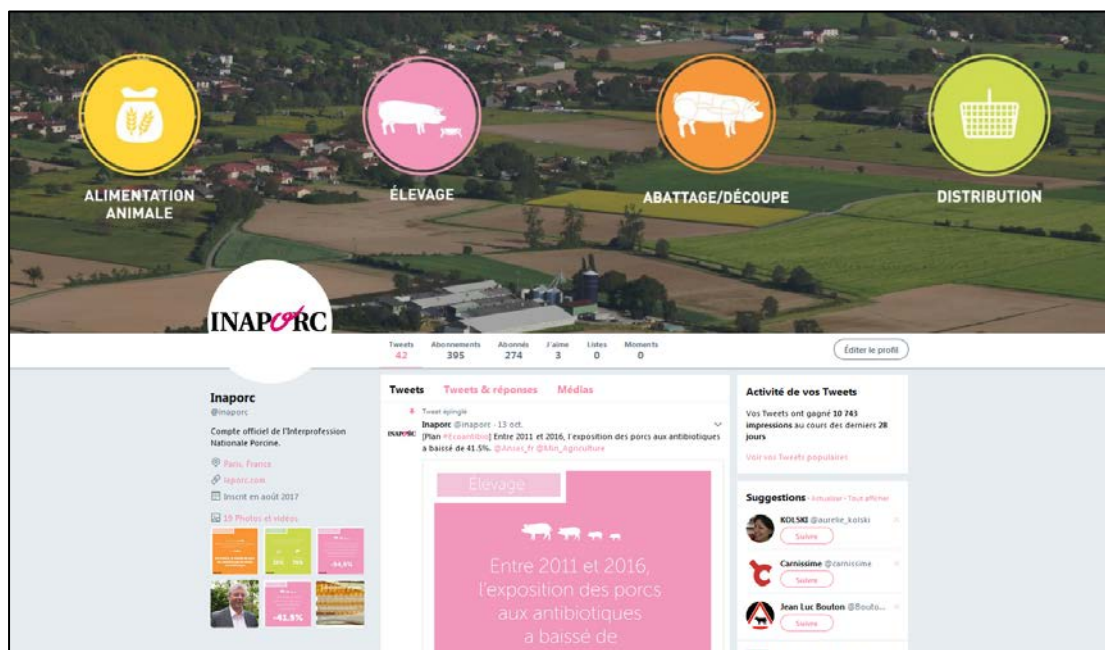 ALIMENTATION
ANIMALE
ÉLEVAGE
ABATTAGE/DÉCOUPE
DISTRIBUTION
INAPORC
Tweets Abonnements Abonnés J'aime Listes Moments
42 395 274 3 0 0
Éditer le profil
Inaporc
@inaporc
Compte officiel de l'Interprofession
Nationale Porcine.
Paris, France
leporc.com
Inscrit en août 2017
19 Photos et vidéos
-41,5%
Tweets Tweets & réponses Médias
Tweet épinglé
Inaporc @inaporc - 13 oct.
INAPORC
[Plan #Ecoantibio] Entre 2011 et 2016, l'exposition des porcs aux antibiotiques
a baissé de 41.5%. @Anses_fr @Min_Agriculture
Élevage
Entre 2011 et 2016,
l'exposition des porcs
aux antibiotiques
a baissé de
Activité de vos Tweets
Vos Tweets ont gagné 10 743
impressions au cours des derniers 28
jours
Voir vos Tweets populaires
Suggestions · Actualiser · Tout afficher
KOLSKI @aurelie_kolski
Suivre
Carnissime @carnissime
Suivre
Jean Luc Bouton @Bouto...
Suivre